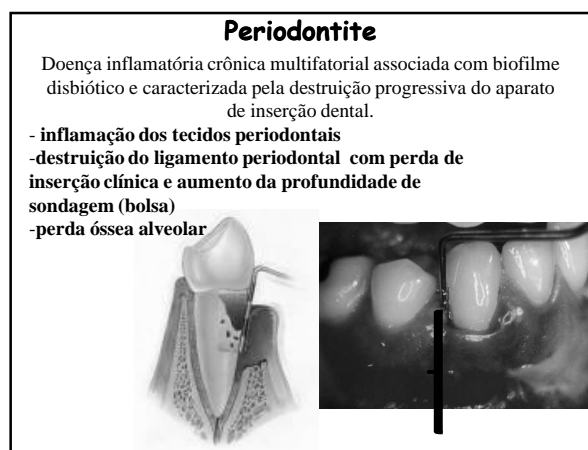 Periodontite
Doença inflamatória crônica multifatorial associada com biofilme
disbiótico e caracterizada pela destruição progressiva do aparato
de inserção dental.
- inflamação dos tecidos periodontais
-destruição do ligamento periodontal com perda de
inserção clínica e aumento da profundidade de
sondagem (bolsa)
-perda óssea alveolar